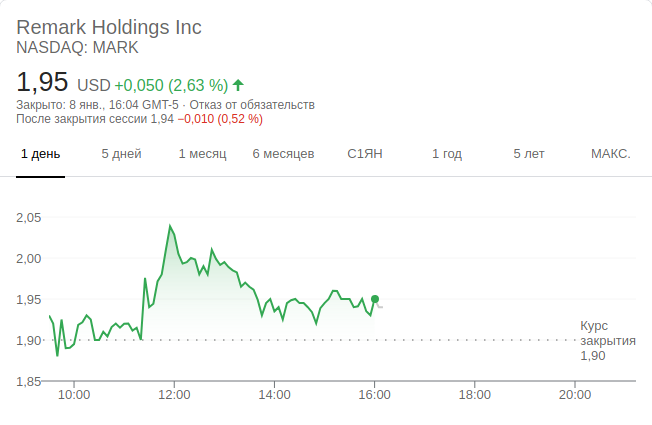 Remark Holdings Inc
NASDAQ: MARK
1,95 USD +0,050 (2,63 %)
Закрыто: 8 янв., 16:04 GMT-5 · Отказ от обязательств
После закрытия сессии 1,94 −0,010 (0,52 %)
1 день 5 дней 1 месяц 6 месяцев С1ЯН 1 год 5 лет МАКС.
2,05
2,00
1,95
1,90
1,85
Курс
закрытия
1,90
10:00 12:00 14:00 16:00 18:00 20:00